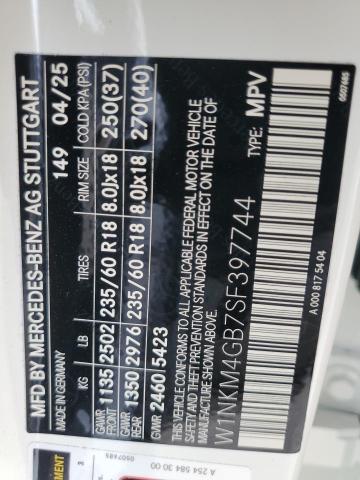 MFD BY MERCEDES-BENZ AG STUTTGART
MADE IN GERMANY 149 04/25
KG LB TIRES RIM SIZE COLD KPA (PSI)
GAWR FRONT 1135 2502 235/60 R18 8.0Jx18 250(37)
GAWR REAR 1350 2976 235/60 R18 8.0Jx18 270(40)
GVWR 2460 5423
THIS VEHICLE CONFORMS TO ALL APPLICABLE FEDERAL MOTOR VEHICLE
SAFETY, BUMPER, AND THEFT PREVENTION STANDARDS
IN EFFECT ON THE DATE OF MANUFACTURE
W1NKM4GB7SF397744 TYPE: MPV
A 000 817 54 04 0507685
0507685
A 254 584 30 00